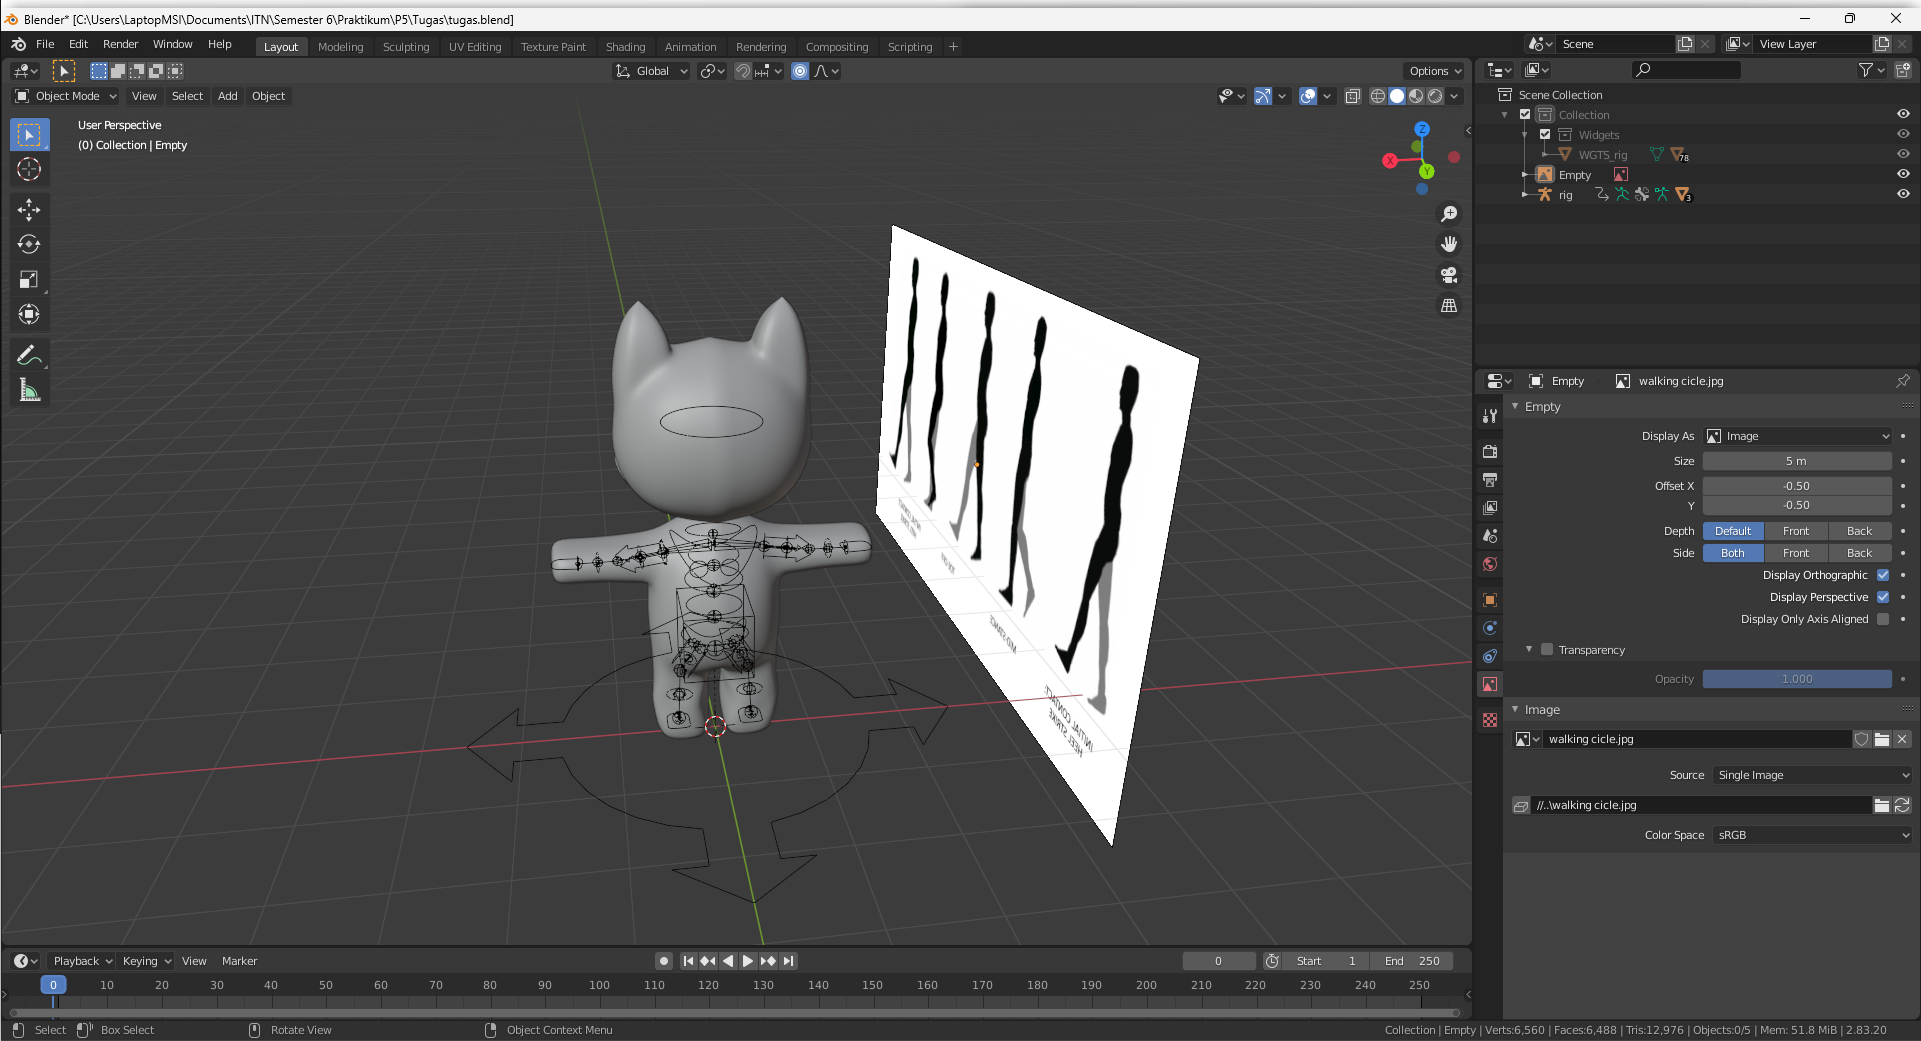 Blender* [C:\Users\LaptopMSI\Documents\ITN\Semester 6\Praktikum\P5\Tugas\tugas.blend]
File Edit Render Window Help
Layout Modeling Sculpting UV Editing Texture Paint Shading Animation Rendering Compositing Scripting +
Scene
View Layer
Global
Options
Object Mode View Select Add Object
User Perspective
(0) Collection | Empty
Z
X
Y
INITIAL CONTACT
HEEL STRIKE
MID-STANCE
Scene Collection
Collection
Widgets
WGTS_rig 78
Empty
rig 3
Empty walking cicle.jpg
Empty
Display As Image
Size 5 m
Offset X -0.50
Y -0.50
Depth Default Front Back
Side Both Front Back
Display Orthographic
Display Perspective
Display Only Axis Aligned
Transparency
Opacity 1.000
Image
walking cicle.jpg
Source Single Image
//..\walking cicle.jpg
Color Space sRGB
Playback Keying View Marker
0 Start 1 End 250
0 10 20 30 40 50 60 70 80 90 100 110 120 130 140 150 160 170 180 190 200 210 220 230 240 250
Select Box Select Rotate View Object Context Menu
Collection | Empty | Verts:6,560 | Faces:6,488 | Tris:12,976 | Objects:0/5 | Mem: 51.8 MiB | 2.83.20